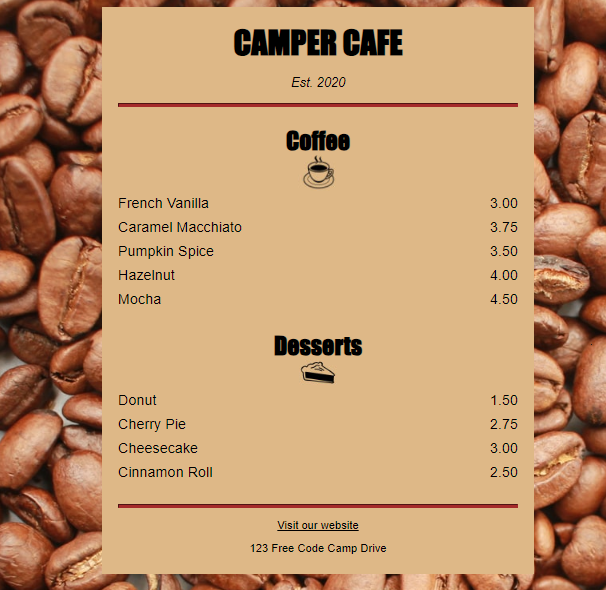 CAMPER CAFE
Est. 2020
Coffee
French Vanilla 3.00
Caramel Macchiato 3.75
Pumpkin Spice 3.50
Hazelnut 4.00
Mocha 4.50
Desserts
Donut 1.50
Cherry Pie 2.75
Cheesecake 3.00
Cinnamon Roll 2.50
Visit our website
123 Free Code Camp Drive